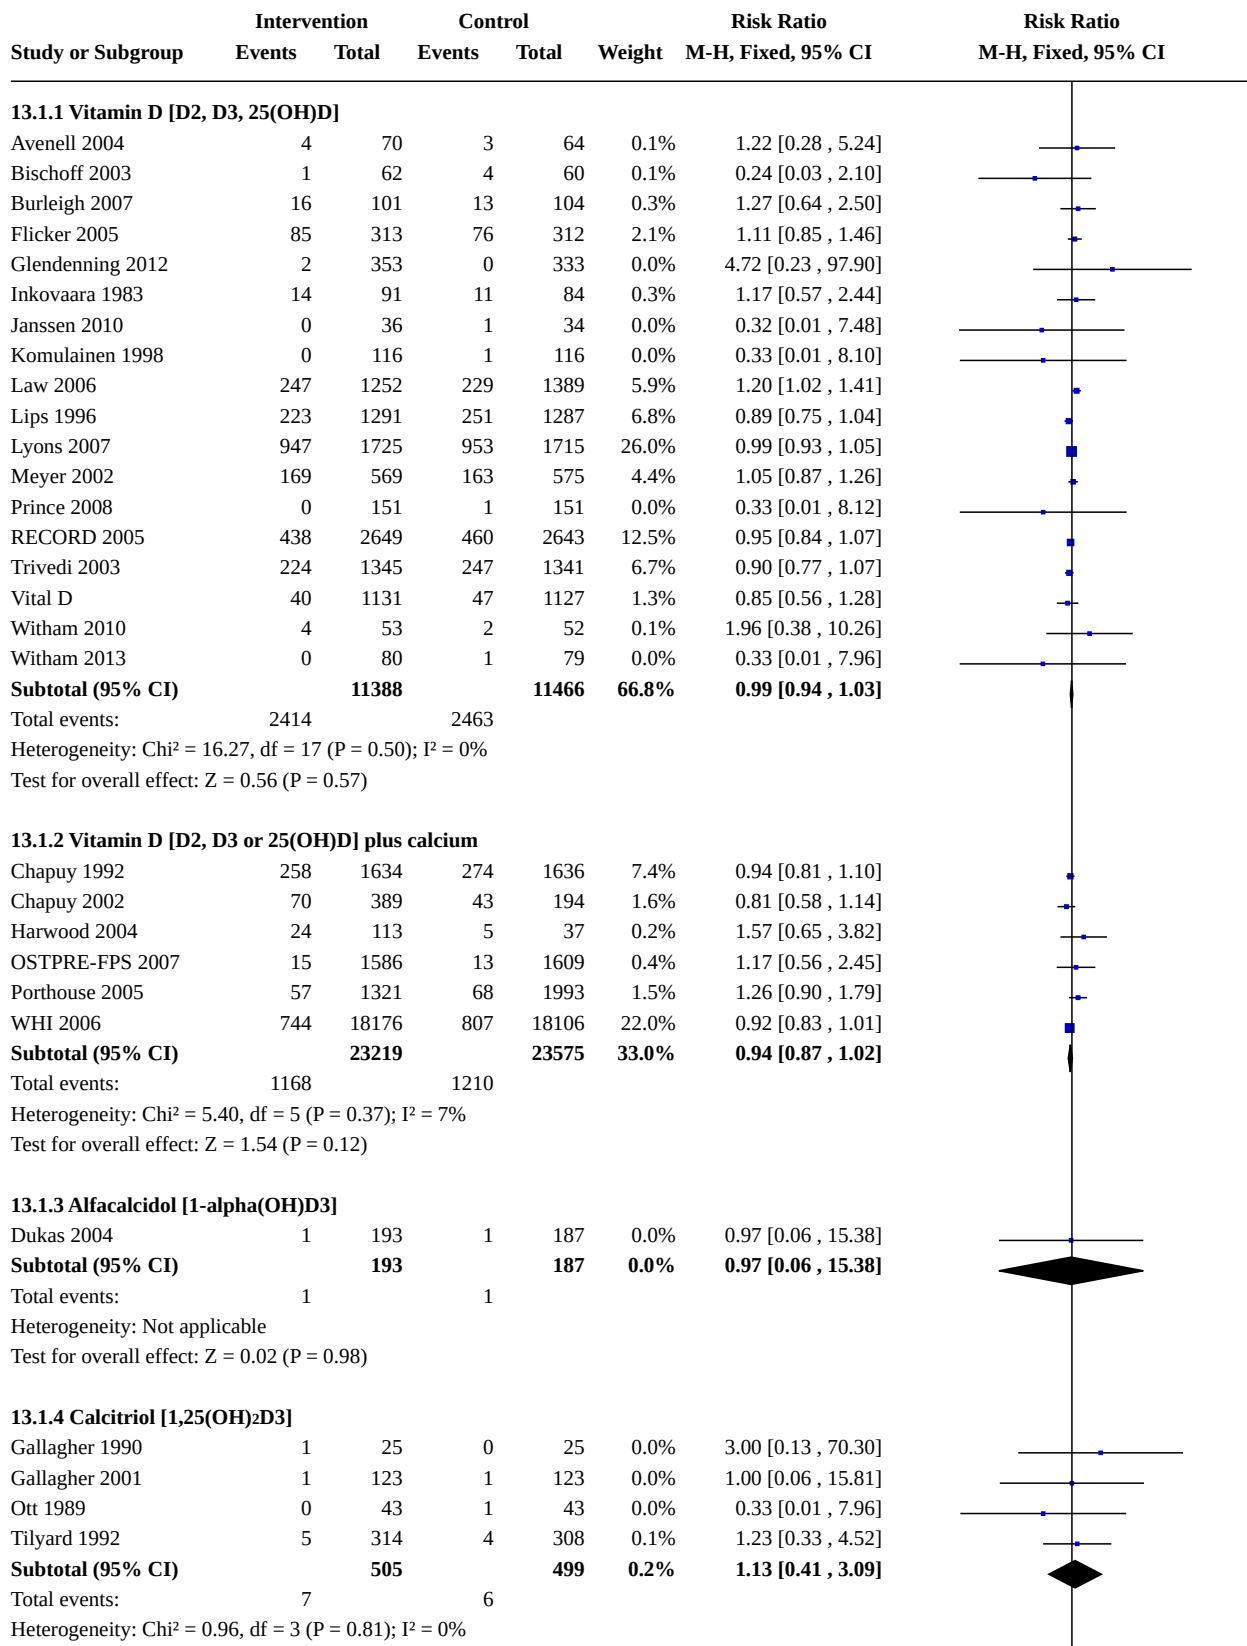 Intervention Control Risk Ratio Risk Ratio
Study or Subgroup Events Total Events Total Weight M-H, Fixed, 95% CI M-H, Fixed, 95% CI
13.1.1 Vitamin D [D2, D3, 25(OH)D]
Avenell 2004 4 70 3 64 0.1% 1.22 [0.28 , 5.24]
Bischoff 2003 1 62 4 60 0.1% 0.24 [0.03 , 2.10]
Burleigh 2007 16 101 13 104 0.3% 1.27 [0.64 , 2.50]
Flicker 2005 85 313 76 312 2.1% 1.11 [0.85 , 1.46]
Glendenning 2012 2 353 0 333 0.0% 4.72 [0.23 , 97.90]
Inkovaara 1983 14 91 11 84 0.3% 1.17 [0.57 , 2.44]
Janssen 2010 0 36 1 34 0.0% 0.32 [0.01 , 7.48]
Komulainen 1998 0 116 1 116 0.0% 0.33 [0.01 , 8.10]
Law 2006 247 1252 229 1389 5.9% 1.20 [1.02 , 1.41]
Lips 1996 223 1291 251 1287 6.8% 0.89 [0.75 , 1.04]
Lyons 2007 947 1725 953 1715 26.0% 0.99 [0.93 , 1.05]
Meyer 2002 169 569 163 575 4.4% 1.05 [0.87 , 1.26]
Prince 2008 0 151 1 151 0.0% 0.33 [0.01 , 8.12]
RECORD 2005 438 2649 460 2643 12.5% 0.95 [0.84 , 1.07]
Trivedi 2003 224 1345 247 1341 6.7% 0.90 [0.77 , 1.07]
Vital D 40 1131 47 1127 1.3% 0.85 [0.56 , 1.28]
Witham 2010 4 53 2 52 0.1% 1.96 [0.38 , 10.26]
Witham 2013 0 80 1 79 0.0% 0.33 [0.01 , 7.96]
Subtotal (95% CI) 11388 11466 66.8% 0.99 [0.94 , 1.03]
Total events: 2414 2463
Heterogeneity: Chi² = 16.27, df = 17 (P = 0.50); I² = 0%
Test for overall effect: Z = 0.56 (P = 0.57)
13.1.2 Vitamin D [D2, D3 or 25(OH)D] plus calcium
Chapuy 1992 258 1634 274 1636 7.4% 0.94 [0.81 , 1.10]
Chapuy 2002 70 389 43 194 1.6% 0.81 [0.58 , 1.14]
Harwood 2004 24 113 5 37 0.2% 1.57 [0.65 , 3.82]
OSTPRE-FPS 2007 15 1586 13 1609 0.4% 1.17 [0.56 , 2.45]
Porthouse 2005 57 1321 68 1993 1.5% 1.26 [0.90 , 1.79]
WHI 2006 744 18176 807 18106 22.0% 0.92 [0.83 , 1.01]
Subtotal (95% CI) 23219 23575 33.0% 0.94 [0.87 , 1.02]
Total events: 1168 1210
Heterogeneity: Chi² = 5.40, df = 5 (P = 0.37); I² = 7%
Test for overall effect: Z = 1.54 (P = 0.12)
13.1.3 Alfacalcidol [1-alpha(OH)D3]
Dukas 2004 1 193 1 187 0.0% 0.97 [0.06 , 15.38]
Subtotal (95% CI) 193 187 0.0% 0.97 [0.06 , 15.38]
Total events: 1 1
Heterogeneity: Not applicable
Test for overall effect: Z = 0.02 (P = 0.98)
13.1.4 Calcitriol [1,25(OH)₂D3]
Gallagher 1990 1 25 0 25 0.0% 3.00 [0.13 , 70.30]
Gallagher 2001 1 123 1 123 0.0% 1.00 [0.06 , 15.81]
Ott 1989 0 43 1 43 0.0% 0.33 [0.01 , 7.96]
Tilyard 1992 5 314 4 308 0.1% 1.23 [0.33 , 4.52]
Subtotal (95% CI) 505 499 0.2% 1.13 [0.41 , 3.09]
Total events: 7 6
Heterogeneity: Chi² = 0.96, df = 3 (P = 0.81); I² = 0%